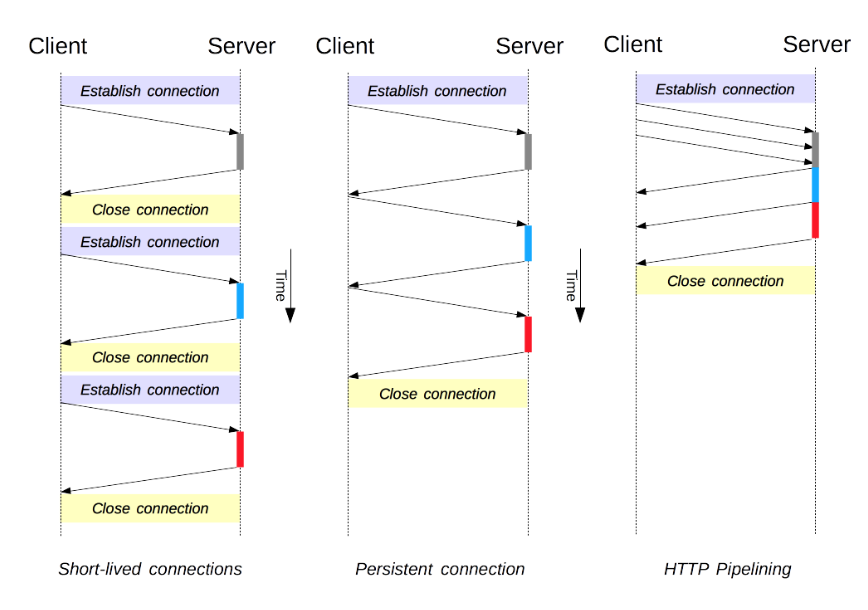 Client Server Client Server Client Server
Establish connection Establish connection Establish connection
Close connection
Establish connection
Time Time
Close connection
Close connection
Establish connection
Close connection
Close connection
Short-lived connections Persistent connection HTTP Pipelining